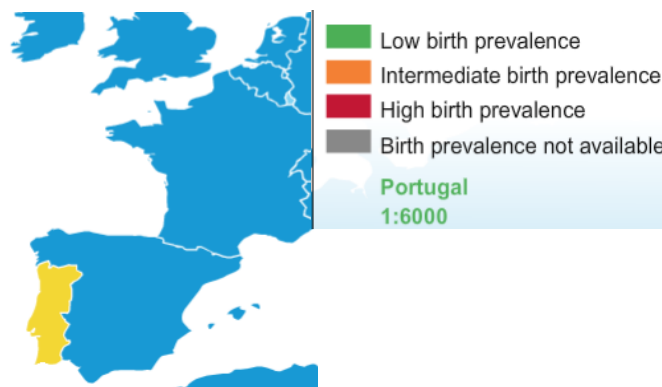 Low birth prevalence
Intermediate birth prevalence
High birth prevalence
Birth prevalence not available
Portugal
1:6000